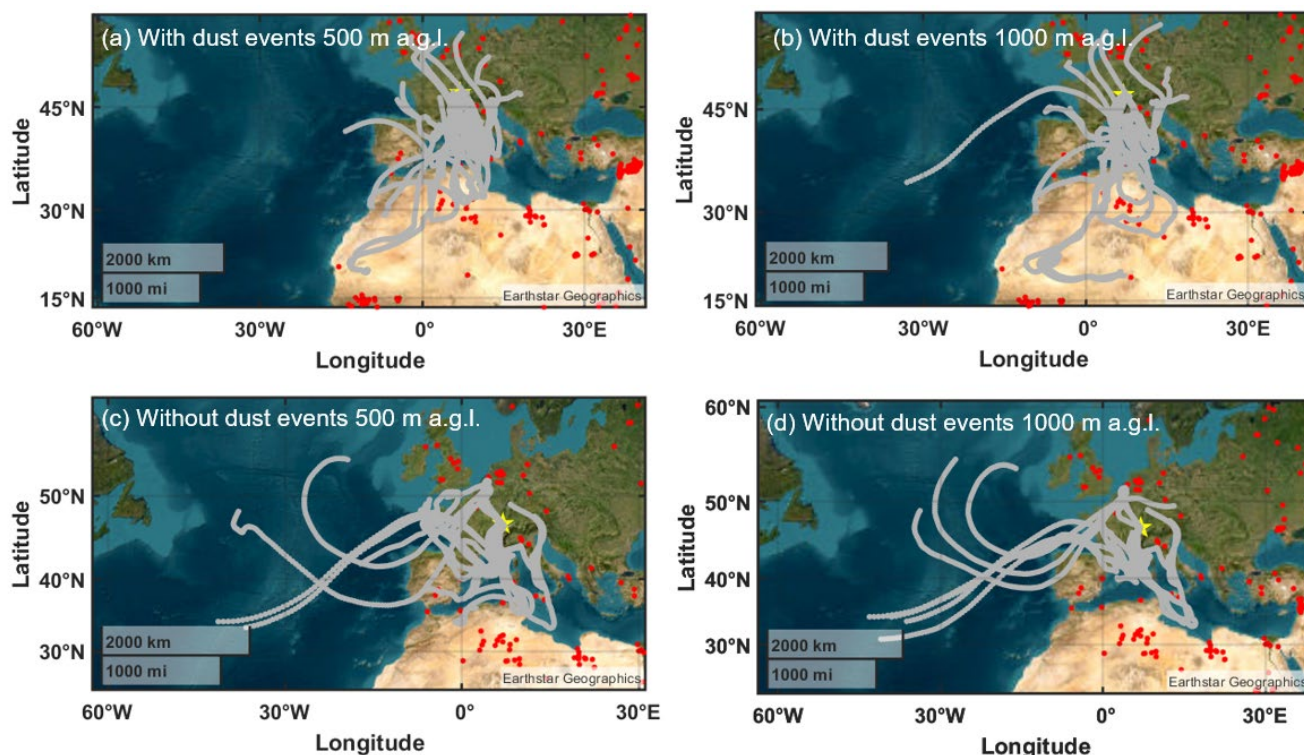 (a) With dust events 500 m a.g.l.
45°N
30°N
15°N
Latitude
2000 km
1000 mi
Earthstar Geographics
60°W
30°W
0°
30°E
Longitude
(b) With dust events 1000 m a.g.l.
45°N
30°N
15°N
Latitude
2000 km
1000 mi
Earthstar Geographics
60°W
30°W
0°
30°E
Longitude
(c) Without dust events 500 m a.g.l.
50°N
40°N
30°N
Latitude
2000 km
1000 mi
Earthstar Geographics
60°W
30°W
0°
30°E
Longitude
(d) Without dust events 1000 m a.g.l.
60°N
50°N
40°N
30°N
Latitude
2000 km
1000 mi
Earthstar Geographics
60°W
30°W
0°
30°E
Longitude